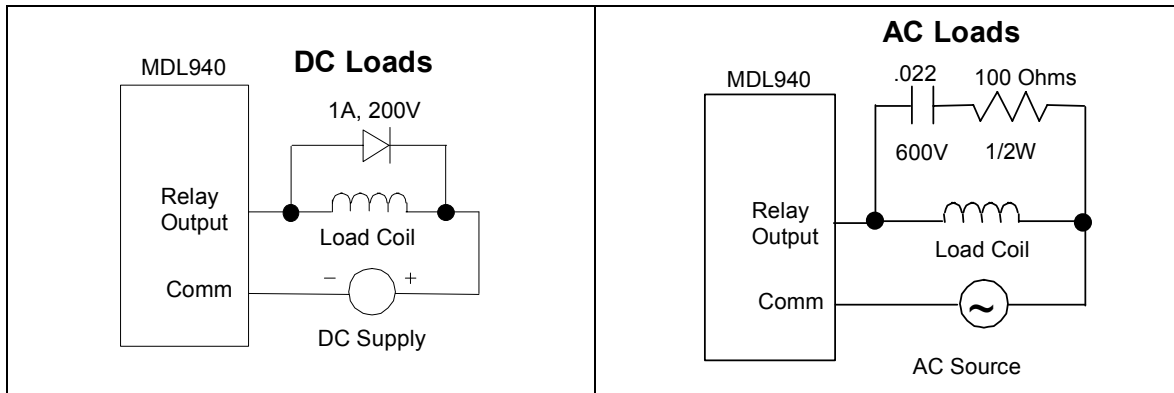 DC Loads
MDL940
1A, 200V
Relay
Output
Load Coil
Comm
− +
DC Supply
AC Loads
MDL940
.022 100 Ohms
600V 1/2W
Relay
Output
Load Coil
Comm
~
AC Source